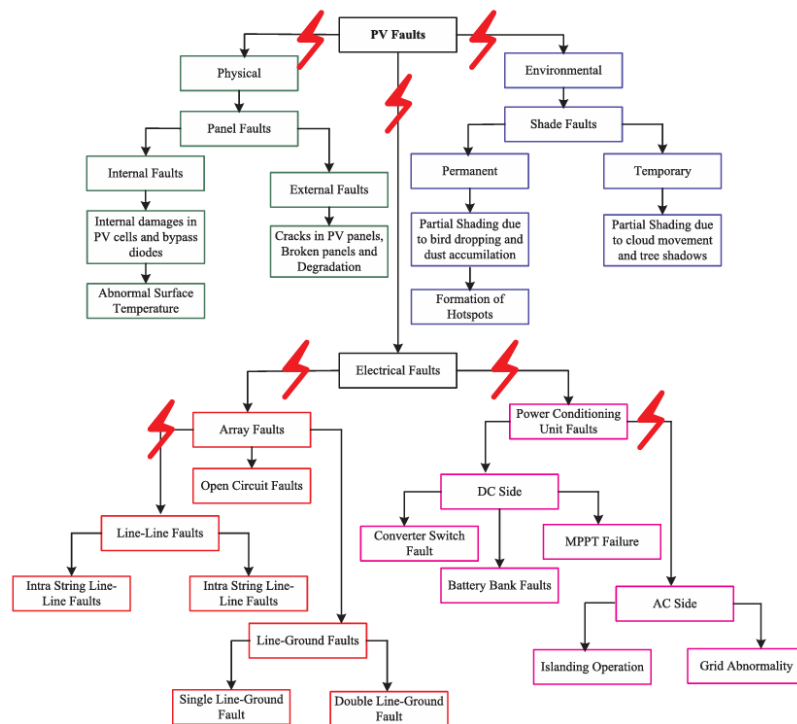 PV Faults
Physical
Environmental
Panel Faults
Shade Faults
Internal Faults
External Faults
Permanent
Temporary
Internal damages in
PV cells and bypass
diodes
Cracks in PV panels,
Broken panels and
Degradation
Partial Shading due
to bird dropping and
dust accumilation
Partial Shading due
to cloud movement
and tree shadows
Abnormal Surface
Temperature
Formation of
Hotspots
Electrical Faults
Array Faults
Power Conditioning
Unit Faults
Open Circuit Faults
DC Side
Line-Line Faults
Converter Switch
Fault
MPPT Failure
Intra String Line-
Line Faults
Intra String Line-
Line Faults
Battery Bank Faults
AC Side
Line-Ground Faults
Islanding Operation
Grid Abnormality
Single Line-Ground
Fault
Double Line-Ground
Fault